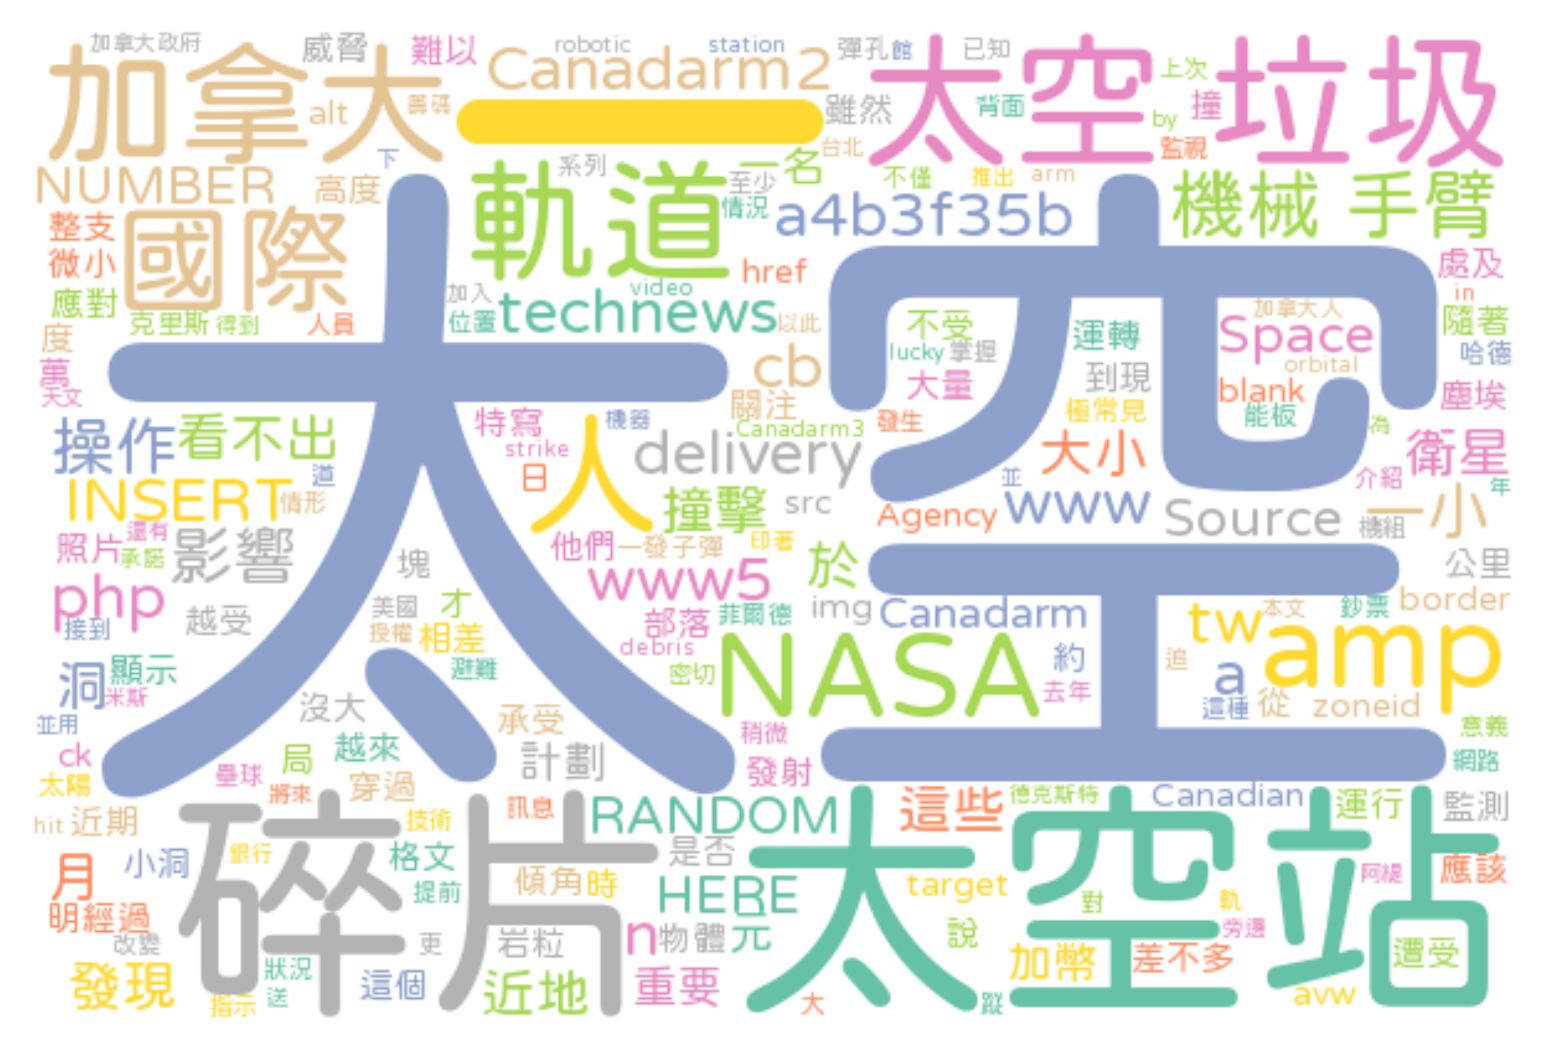 加拿大政府 威脅 難以 robotic station 彈孔 館 已知
加拿大 Canadarm2 太空垃圾
alt 籌碼 一 雖然 背面 上次 撞
by 監視
下 系列 一名 台北
NUMBER 高度 軌道 至少 不僅 推出 arm 機械 手臂
整支 國際 情況 a4b3f35b
微小 href 處及
應對 加入 video in
克里斯 得到 人員 位置 technews 以此 不受 運轉 加拿大人 隨著
度 太空 lucky 掌握 Space 哈德
萬 cb 大量 到現 orbital
天文 關注 極常見 blank 塵埃
操作 看不出 特寫 人 機器 Canadarm3 發生 能板 為
strike delivery 大小 衛星
道 日 並 介紹 年
INSERT 情形 撞擊 src www 一小
還有 Agency Source 機組
照片 承諾 影響 他們 一發子彈 印著
塊 於 公里
php www5
美國 才 img Canadarm tw 本文 鈔票 border
接到 越受 授權 相差 部落 菲爾德 amp
debris 約 追
洞 顯示 避難 密切 NASA a
米斯 去年 這種 從 zoneid
並用 沒大 承受 稍微 意義
ck 局 越來 計劃 網路
太陽 壘球 穿過 發射
將來 訊息 德克斯特 Canadian
hit 近期 碎片 技術 RANDOM 這些 運行 監測
小洞 銀行 格文 是否 太空站
月 提前 傾角 時 HERE target 阿緹 應該
明經過 對 軌
改變 更 岩粒 n 物體 元 說 旁邊
發現 狀況 這個 加幣 差不多 遭受
指示 送 近地 重要 大 蹤 avw